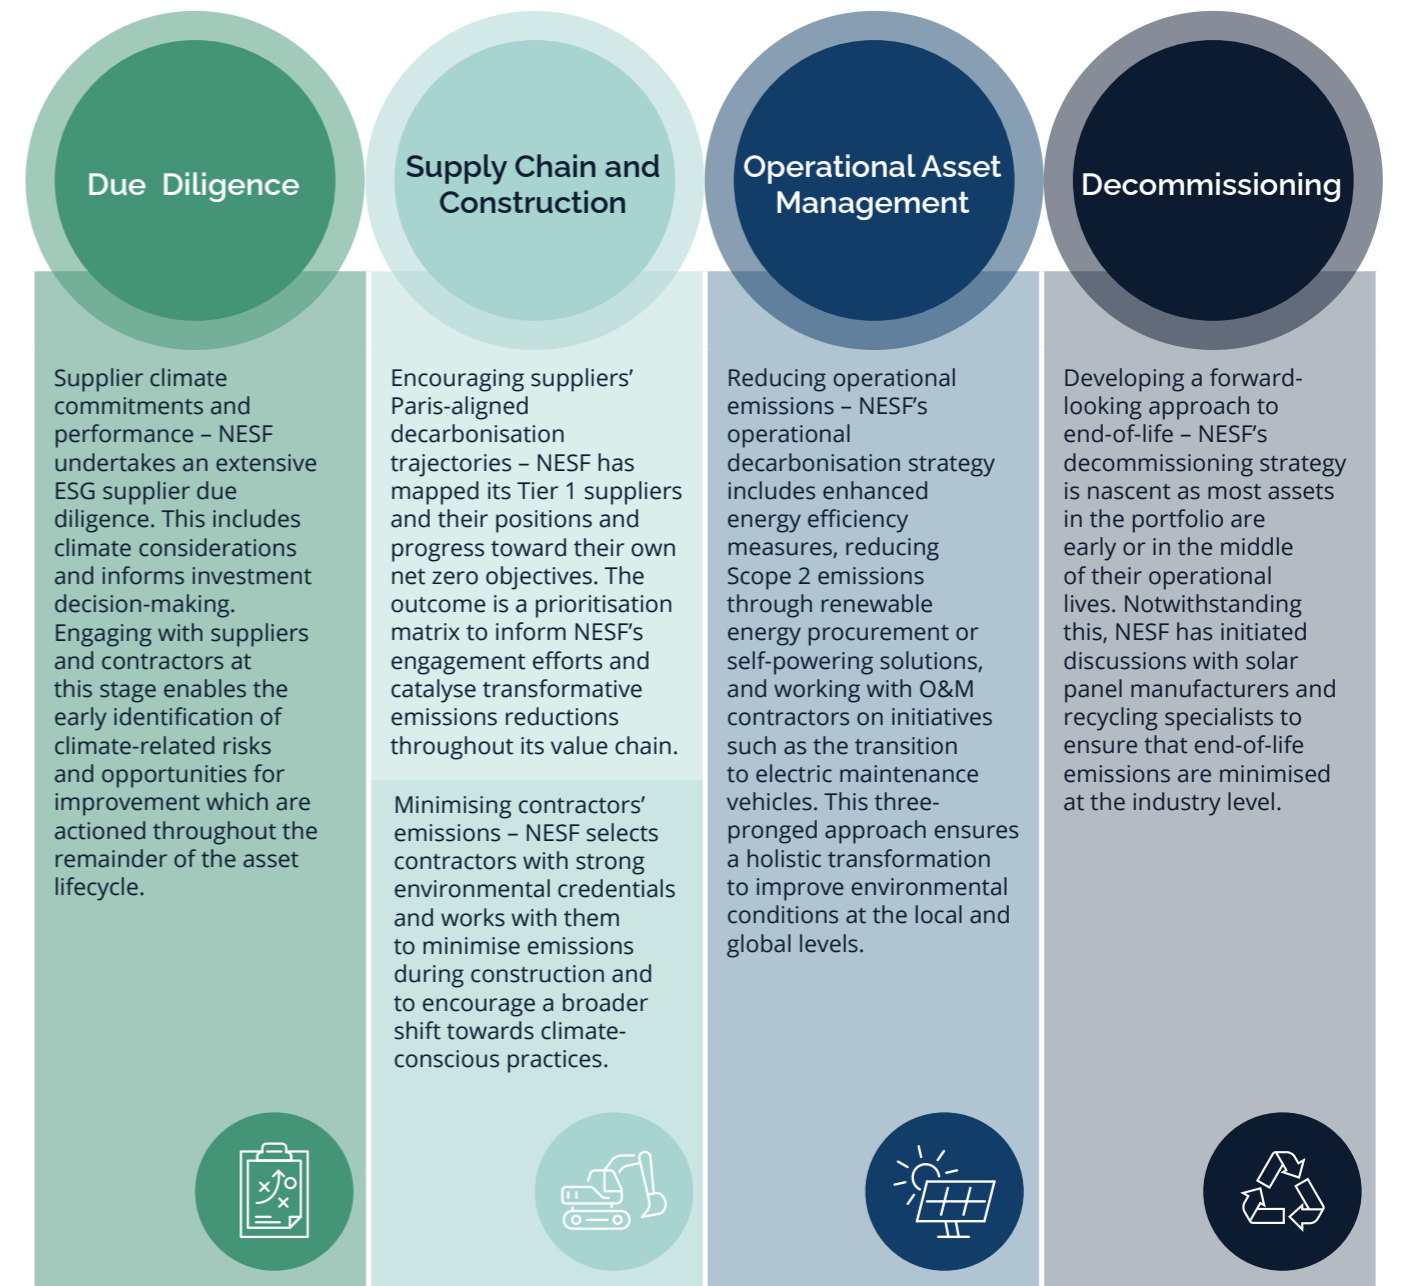 Due Diligence
Supplier climate
commitments and
performance – NESF
undertakes an extensive
ESG supplier due
diligence. This includes
climate considerations
and informs investment
decision-making.
Engaging with suppliers
and contractors at
this stage enables the
early identification of
climate-related risks
and opportunities for
improvement which are
actioned throughout the
remainder of the asset
lifecycle.
Supply Chain and
Construction
Encouraging suppliers’
Paris-aligned
decarbonisation
trajectories – NESF has
mapped its Tier 1 suppliers
and their positions and
progress toward their own
net zero objectives. The
outcome is a prioritisation
matrix to inform NESF’s
engagement efforts and
catalyse transformative
emissions reductions
throughout its value chain.
Minimising contractors’
emissions – NESF selects
contractors with strong
environmental credentials
and works with them
to minimise emissions
during construction and
to encourage a broader
shift towards climate-
conscious practices.
Operational Asset
Management
Reducing operational
emissions – NESF’s
operational
decarbonisation strategy
includes enhanced
energy efficiency
measures, reducing
Scope 2 emissions
through renewable
energy procurement or
self-powering solutions,
and working with O&M
contractors on initiatives
such as the transition
to electric maintenance
vehicles. This three-
pronged approach ensures
a holistic transformation
to improve environmental
conditions at the local and
global levels.
Decommissioning
Developing a forward-
looking approach to
end-of-life – NESF’s
decommissioning strategy
is nascent as most assets
in the portfolio are
early or in the middle
of their operational
lives. Notwithstanding
this, NESF has initiated
discussions with solar
panel manufacturers and
recycling specialists to
ensure that end-of-life
emissions are minimised
at the industry level.